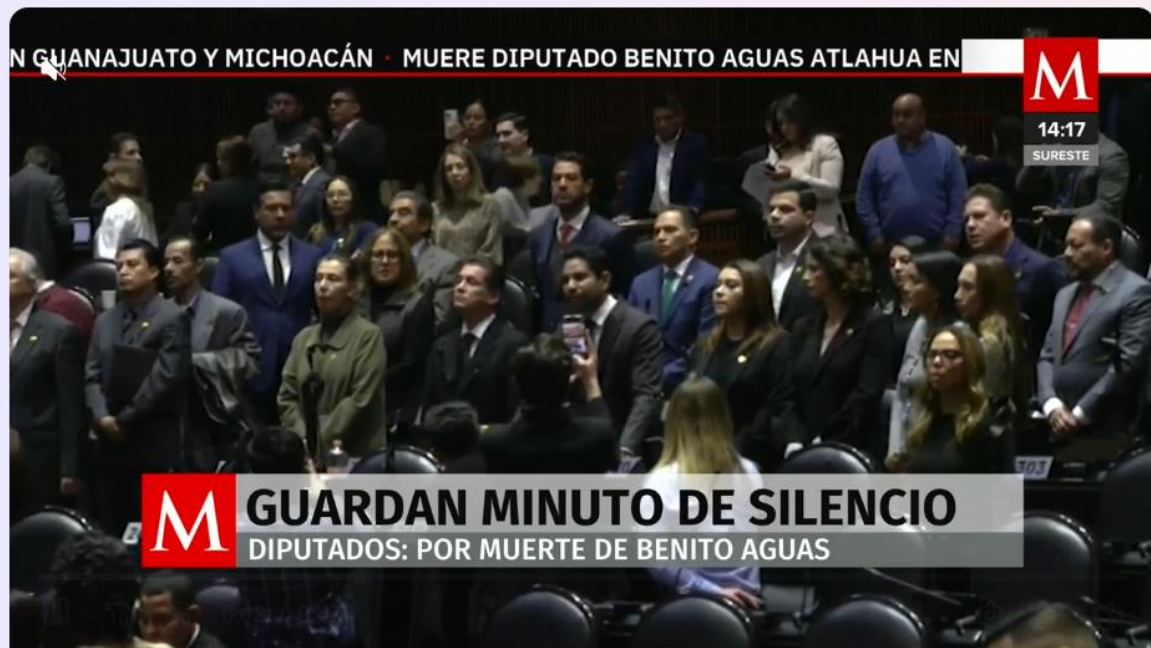 N GUANAJUATO Y MICHOACÁN · MUERE DIPUTADO BENITO AGUAS ATLAHUA EN
M
14:17
SURESTE
303
M
GUARDAN MINUTO DE SILENCIO
DIPUTADOS: POR MUERTE DE BENITO AGUAS